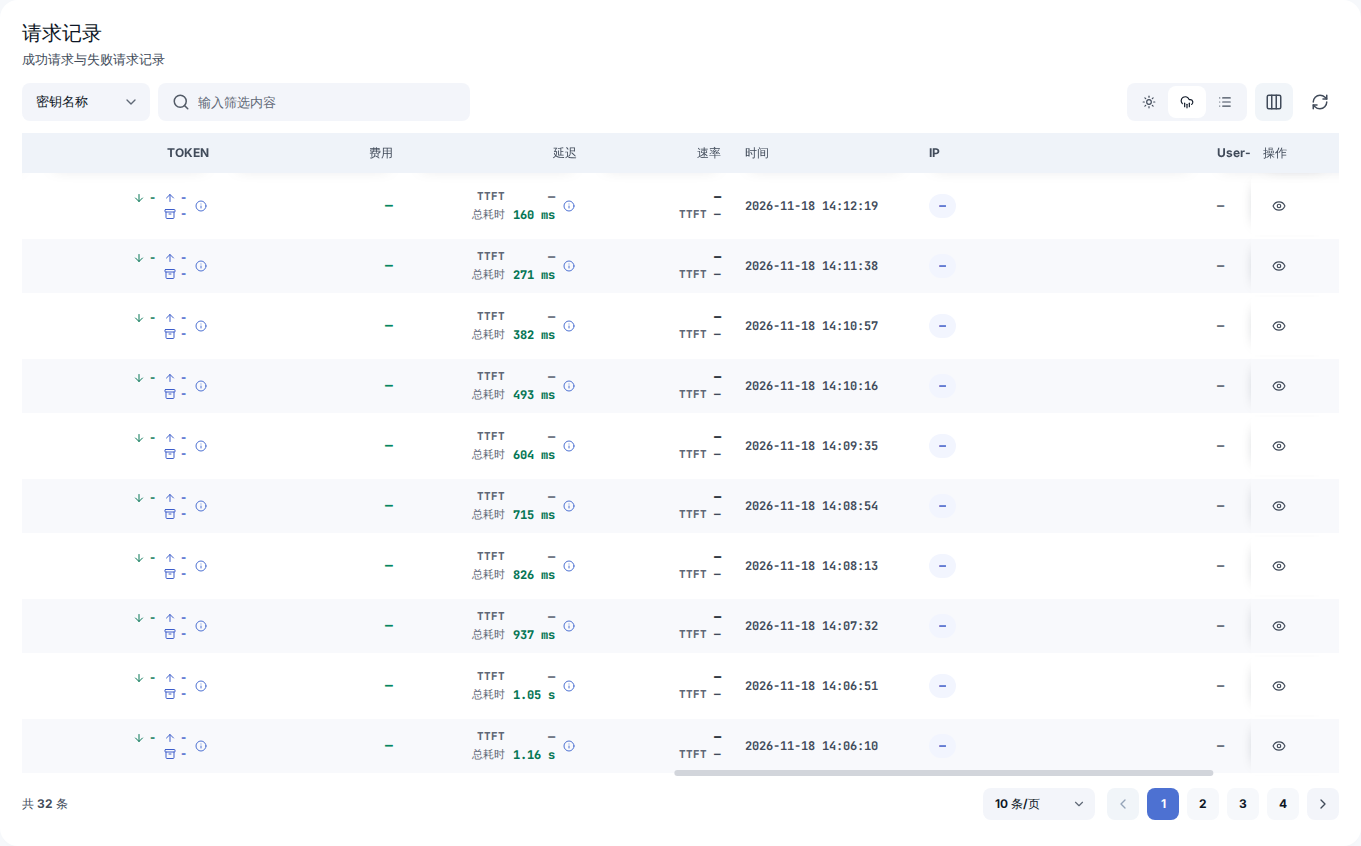 请求记录
成功请求与失败请求记录
密钥名称 输入筛选内容
TOKEN 费用 延迟 速率 时间 IP User- 操作
- - TTFT — —
- — 总耗时 160 ms TTFT — 2026-11-18 14:12:19 — —
- - TTFT — —
- — 总耗时 271 ms TTFT — 2026-11-18 14:11:38 — —
- - TTFT — —
- — 总耗时 382 ms TTFT — 2026-11-18 14:10:57 — —
- - TTFT — —
- — 总耗时 493 ms TTFT — 2026-11-18 14:10:16 — —
- - TTFT — —
- — 总耗时 604 ms TTFT — 2026-11-18 14:09:35 — —
- - TTFT — —
- — 总耗时 715 ms TTFT — 2026-11-18 14:08:54 — —
- - TTFT — —
- — 总耗时 826 ms TTFT — 2026-11-18 14:08:13 — —
- - TTFT — —
- — 总耗时 937 ms TTFT — 2026-11-18 14:07:32 — —
- - TTFT — —
- — 总耗时 1.05 s TTFT — 2026-11-18 14:06:51 — —
- - TTFT — —
- — 总耗时 1.16 s TTFT — 2026-11-18 14:06:10 — —
共 32 条 10 条/页 1 2 3 4